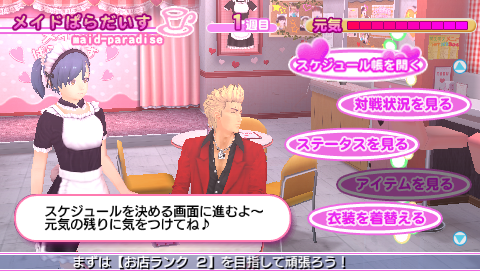 メイドぱらだいす
maid-paradise
1週目
元気
スケジュール帳を開く
対戦状況を見る
ステータスを見る
アイテムを見る
衣装を着替える
スケジュールを決める画面に進むよ～
元気の残りに気をつけてね♪
まずは【お店ランク 2】を目指して頑張ろう！